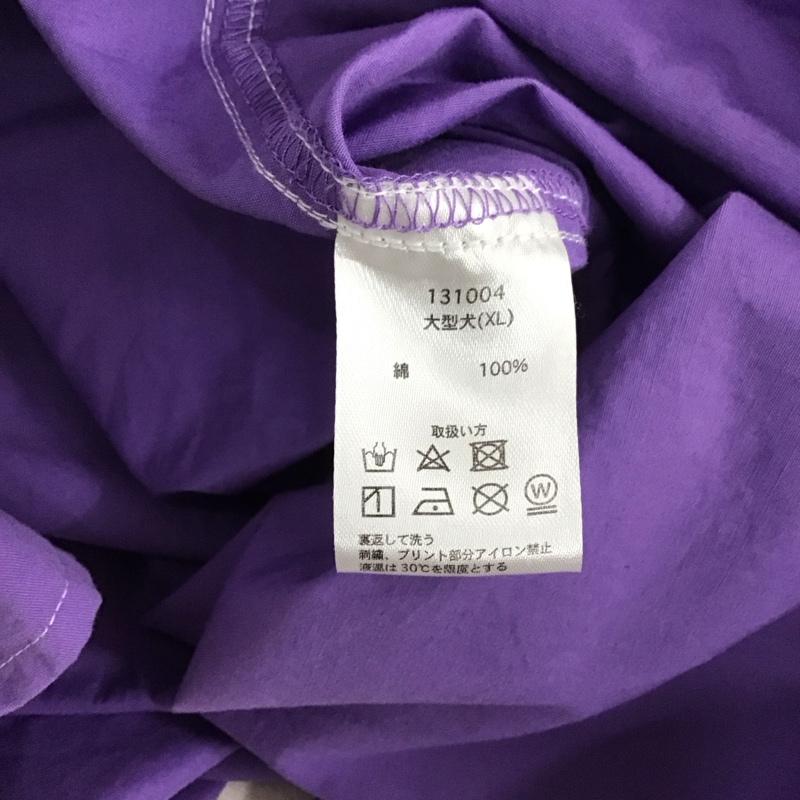 131004
大型犬(XL)
綿 100%
取扱い方
W
裏返して洗う
刺繍、プリント部分アイロン禁止
液温は30℃を限度とする